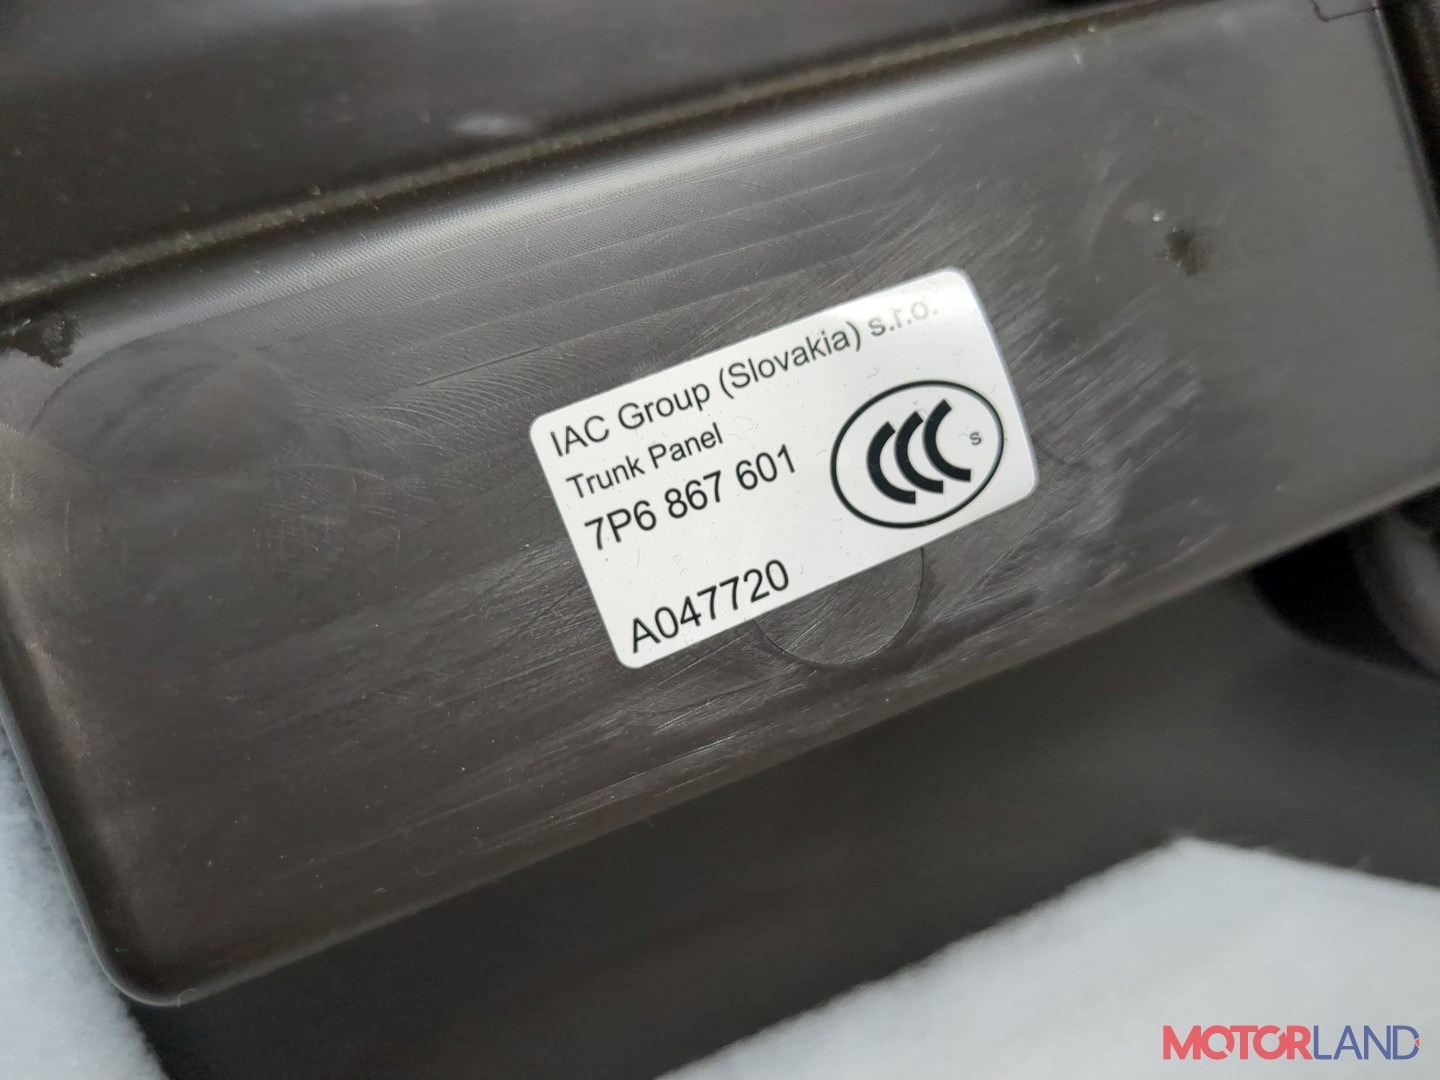 IAC Group (Slovakia) s.r.o.
Trunk Panel
7P6 867 601
CCC S
A047720
MOTORLAND